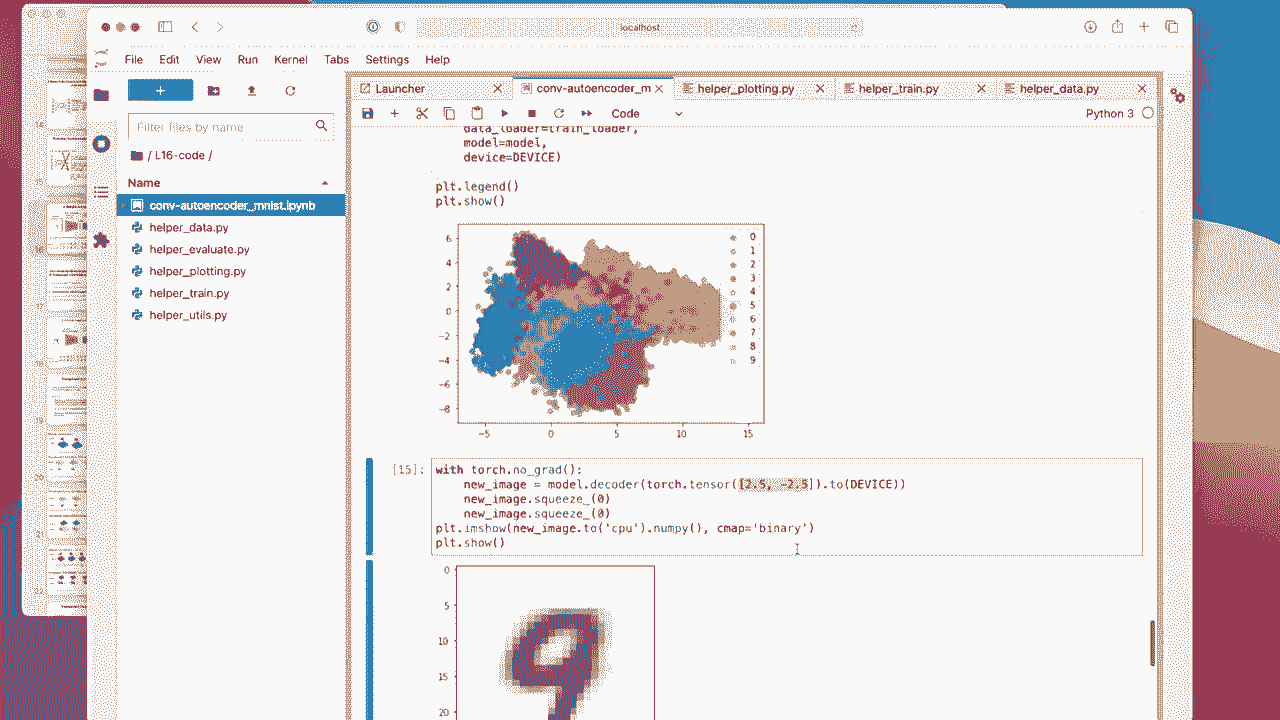 localhost
File Edit View Run Kernel Tabs Settings Help
Launcher conv-autoencoder_m helper_plotting.py helper_train.py helper_data.py
Filter files by name
Code Python 3
/ L16-code /
Name
conv-autoencoder_mnist.ipynb
helper_data.py
helper_evaluate.py
helper_plotting.py
helper_train.py
helper_utils.py
data_loader=train_loader,
model=model,
device=DEVICE)
plt.legend()
plt.show()
6
4
2
0
−2
−4
−6
−8
−5 0 5 10 15
0
1
2
3
4
5
6
7
8
9
[15]: with torch.no_grad():
new_image = model.decoder(torch.tensor([2.5, -2.5]).to(DEVICE))
new_image.squeeze_(0)
new_image.squeeze_(0)
plt.imshow(new_image.to('cpu').numpy(), cmap='binary')
plt.show()
0
5
10
15
20